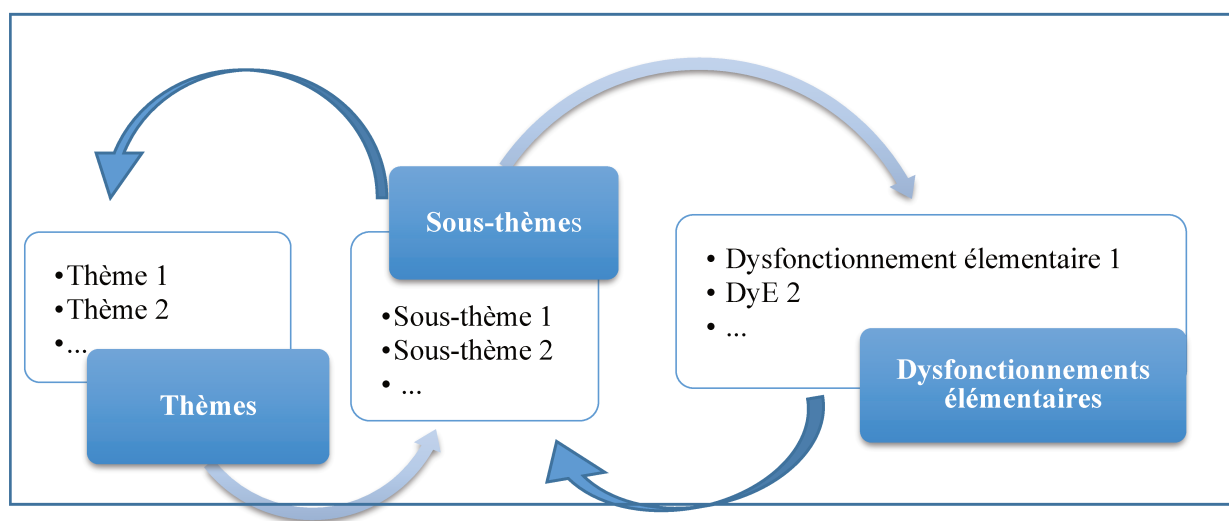 •Thème 1
•Thème 2
•...
Thèmes
Sous-thèmes
•Sous-thème 1
•Sous-thème 2
• ...
• Dysfonctionnement élementaire 1
• DyE 2
• ...
Dysfonctionnements
élémentaires